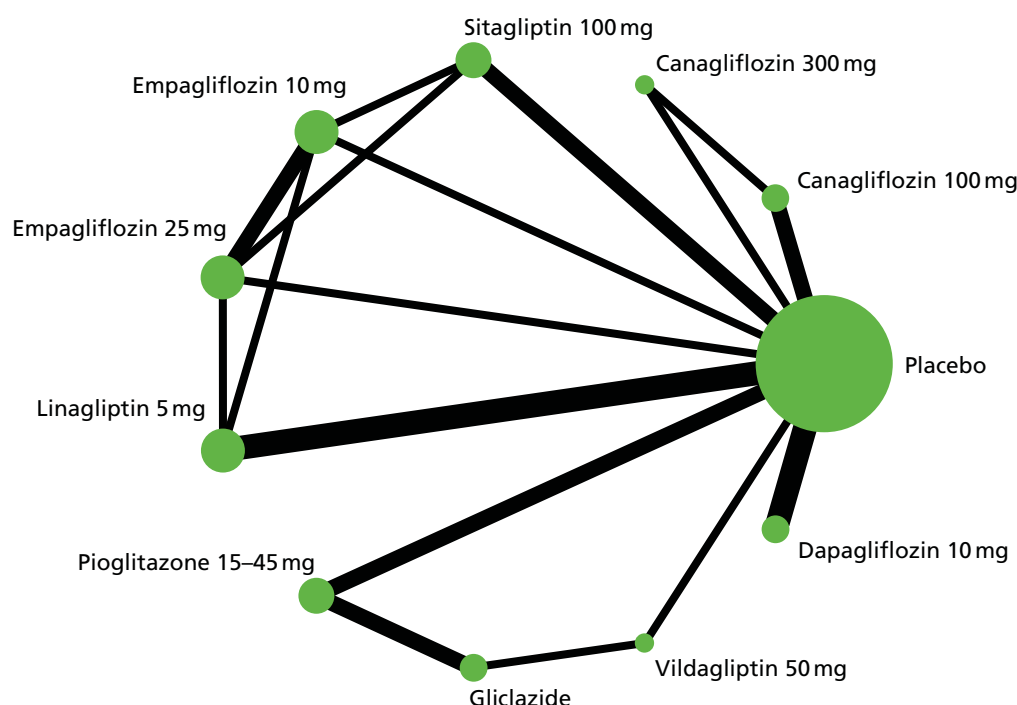 Sitagliptin 100 mg
Canagliflozin 300 mg
Empagliflozin 10 mg
Canagliflozin 100 mg
Empagliflozin 25 mg
Placebo
Linagliptin 5 mg
Dapagliflozin 10 mg
Pioglitazone 15–45 mg
Vildagliptin 50 mg
Gliclazide